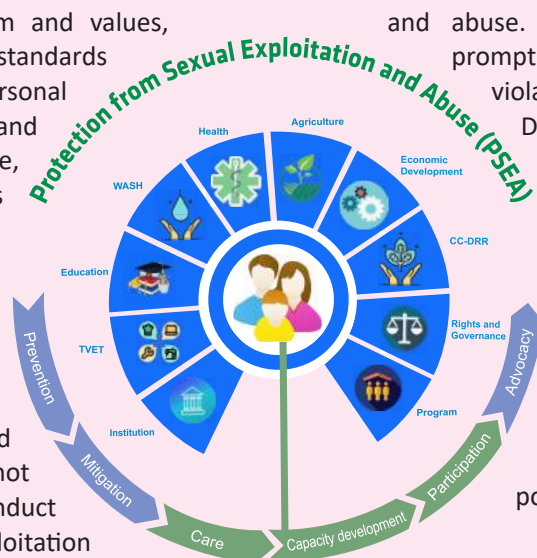 m and values,
standards
ersonal
and
e,
s
and abuse.
prompt
viola
D
Protection from Sexual Exploitation and Abuse (PSEA)
Institution
TVET
Education
WASH
Health
Agriculture
Economic
Development
CC-DRR
Rights and
Governance
Program
Prevention
Mitigation
Care
Capacity development
Participation
Advocacy
d
not
nduct
loitation
po